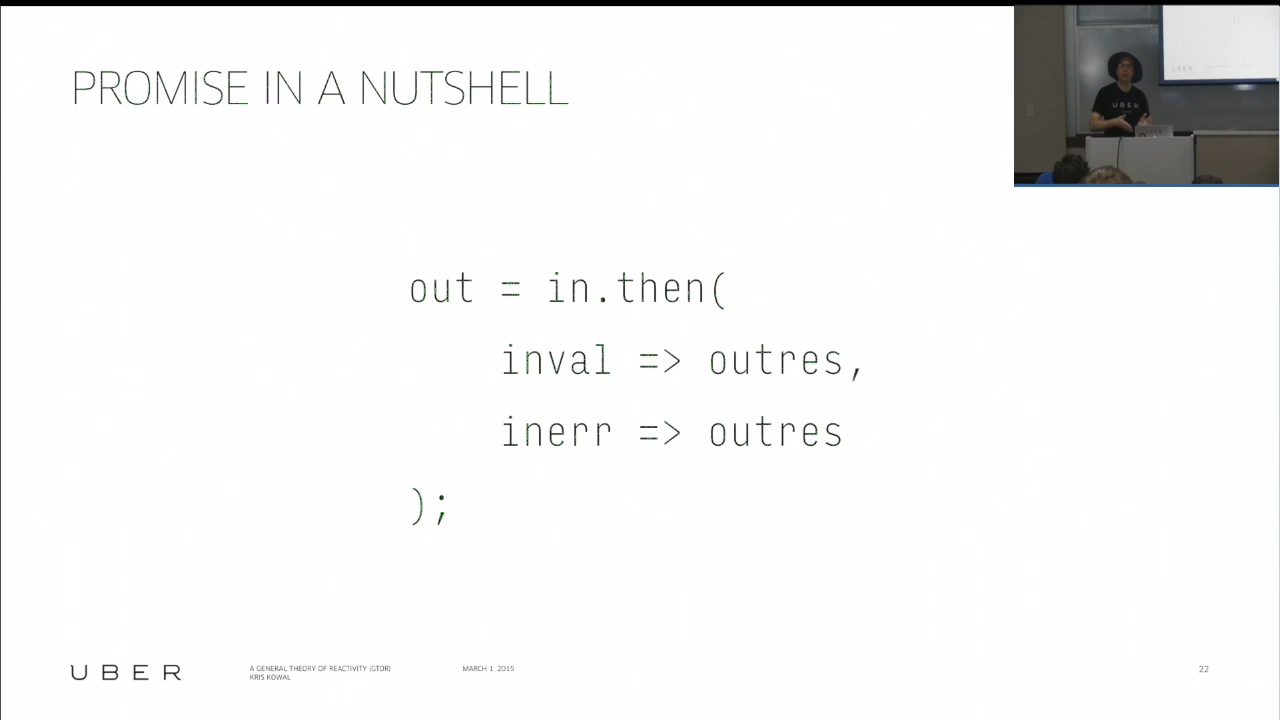 PROMISE IN A NUTSHELL
UBER
out = in.then(
inval => outres,
inerr => outres
);
UBER
A GENERAL THEORY OF REACTIVITY (GTOR)
KRIS KOWAL
MARCH 1, 2015
22